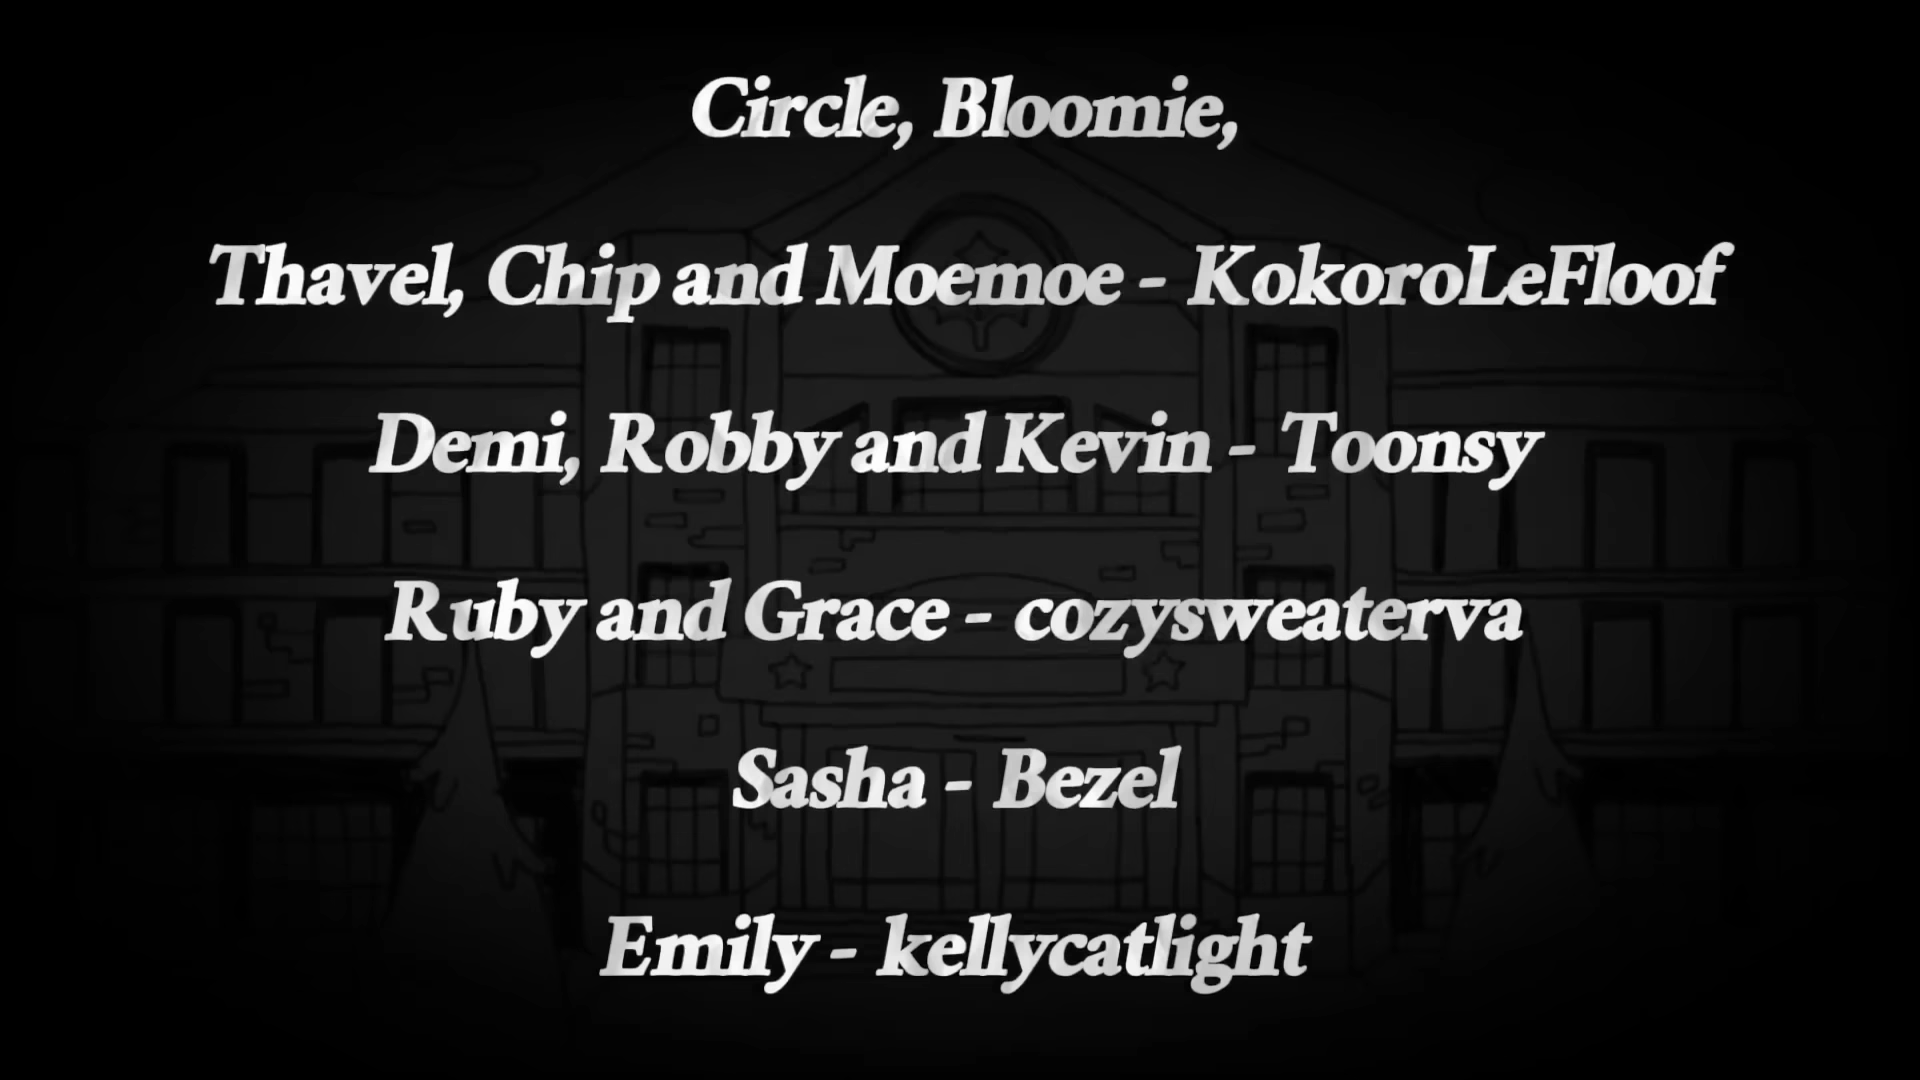 Circle, Bloomie,
Thavel, Chip and Moemoe - KokoroLeFloof
Demi, Robby and Kevin - Toonsy
Ruby and Grace - cozysweaterva
Sasha - Bezel
Emily - kellycatlight